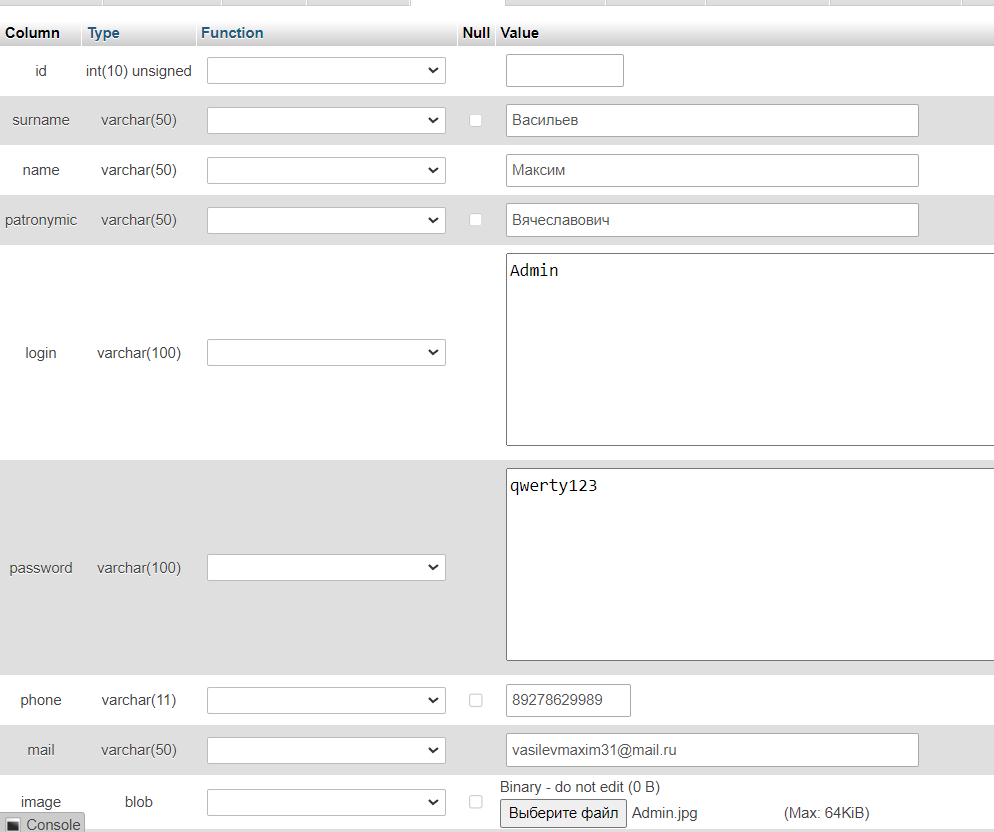 Column Type Function Null Value
id int(10) unsigned
surname varchar(50) Васильев
name varchar(50) Максим
patronymic varchar(50) Вячеславович
Admin
login varchar(100)
qwerty123
password varchar(100)
phone varchar(11) 89278629989
mail varchar(50) vasilevmaxim31@mail.ru
Binary - do not edit (0 B)
image blob
Выберите файл Admin.jpg (Max: 64KiB)
Console